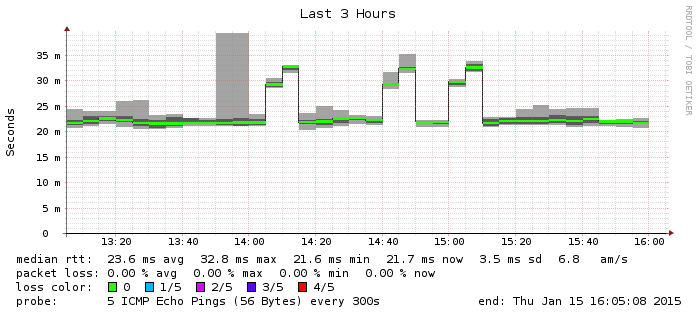 Last 3 Hours
RRDTOOL / TOBI OETIKER
Seconds
35 m
30 m
25 m
20 m
15 m
10 m
5 m
0
13:20 13:40 14:00 14:20 14:40 15:00 15:20 15:40 16:00
median rtt: 23.6 ms avg 32.8 ms max 21.6 ms min 21.7 ms now 3.5 ms sd 6.8 am/s
packet loss: 0.00 % avg 0.00 % max 0.00 % min 0.00 % now
loss color: 0 1/5 2/5 3/5 4/5
probe: 5 ICMP Echo Pings (56 Bytes) every 300s end: Thu Jan 15 16:05:08 2015